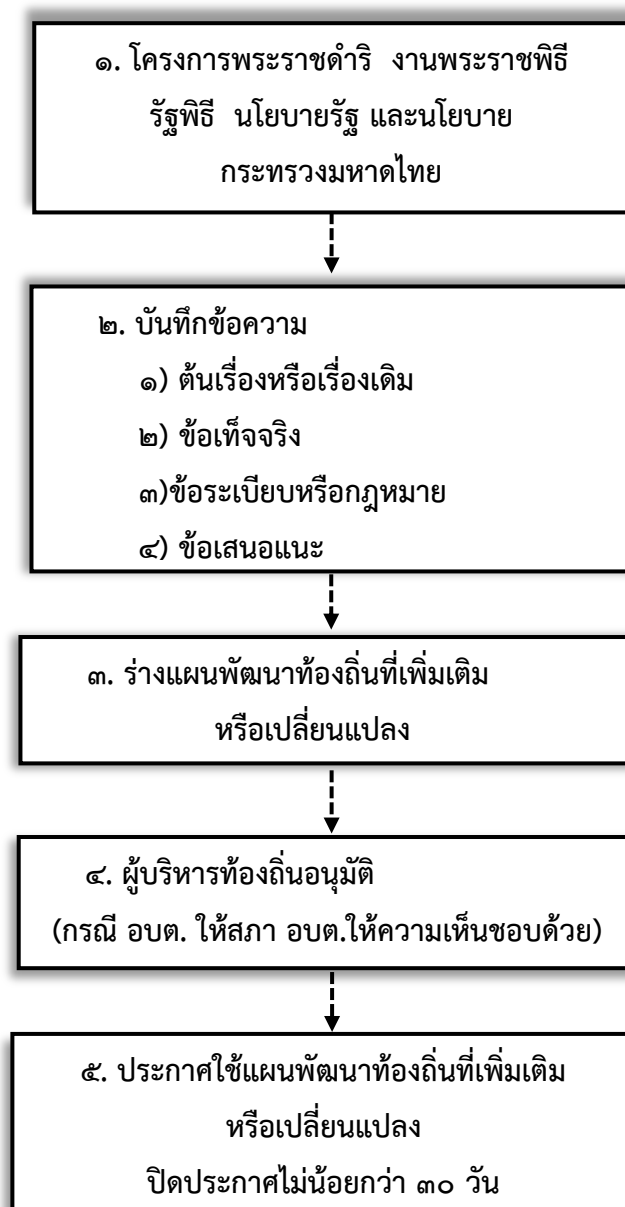 ๑. โครงการพระราชดำริ งานพระราชพิธี
รัฐพิธี นโยบายรัฐ และนโยบาย
กระทรวงมหาดไทย
๒. บันทึกข้อความ
๑) ต้นเรื่องหรือเรื่องเดิม
๒) ข้อเท็จจริง
๓)ข้อระเบียบหรือกฎหมาย
๔) ข้อเสนอแนะ
๓. ร่างแผนพัฒนาท้องถิ่นที่เพิ่มเติม
หรือเปลี่ยนแปลง
๔. ผู้บริหารท้องถิ่นอนุมัติ
(กรณี อบต. ให้สภา อบต.ให้ความเห็นชอบด้วย)
๕. ประกาศใช้แผนพัฒนาท้องถิ่นที่เพิ่มเติม
หรือเปลี่ยนแปลง
ปิดประกาศไม่น้อยกว่า ๓๐ วัน